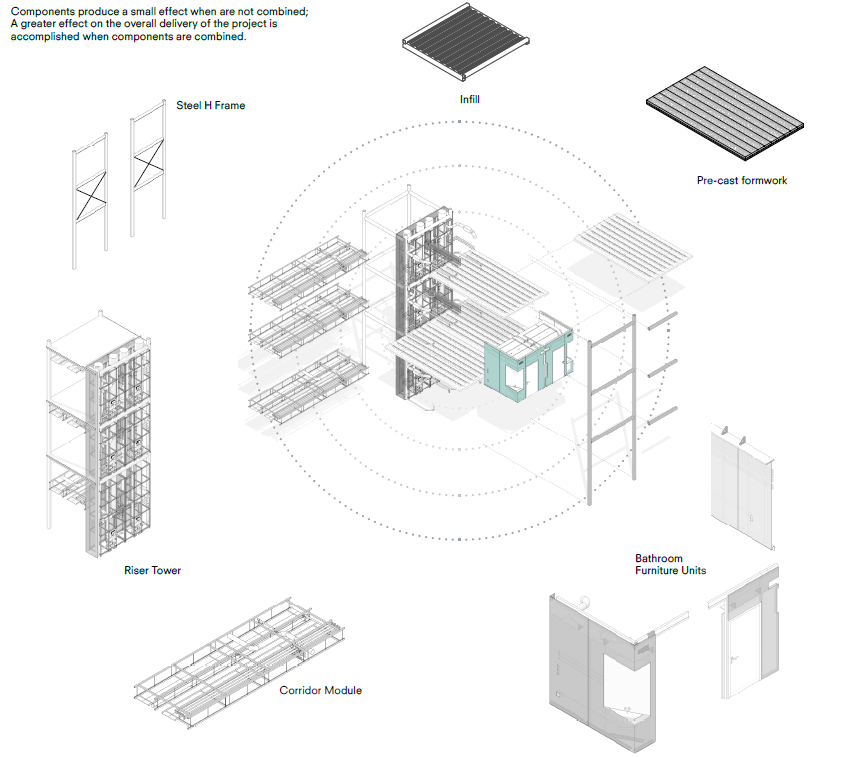 Components produce a small effect when are not combined;
A greater effect on the overall delivery of the project is
accomplished when components are combined.
Infill
Steel H Frame
Pre-cast formwork
Bathroom
Furniture Units
Riser Tower
Corridor Module